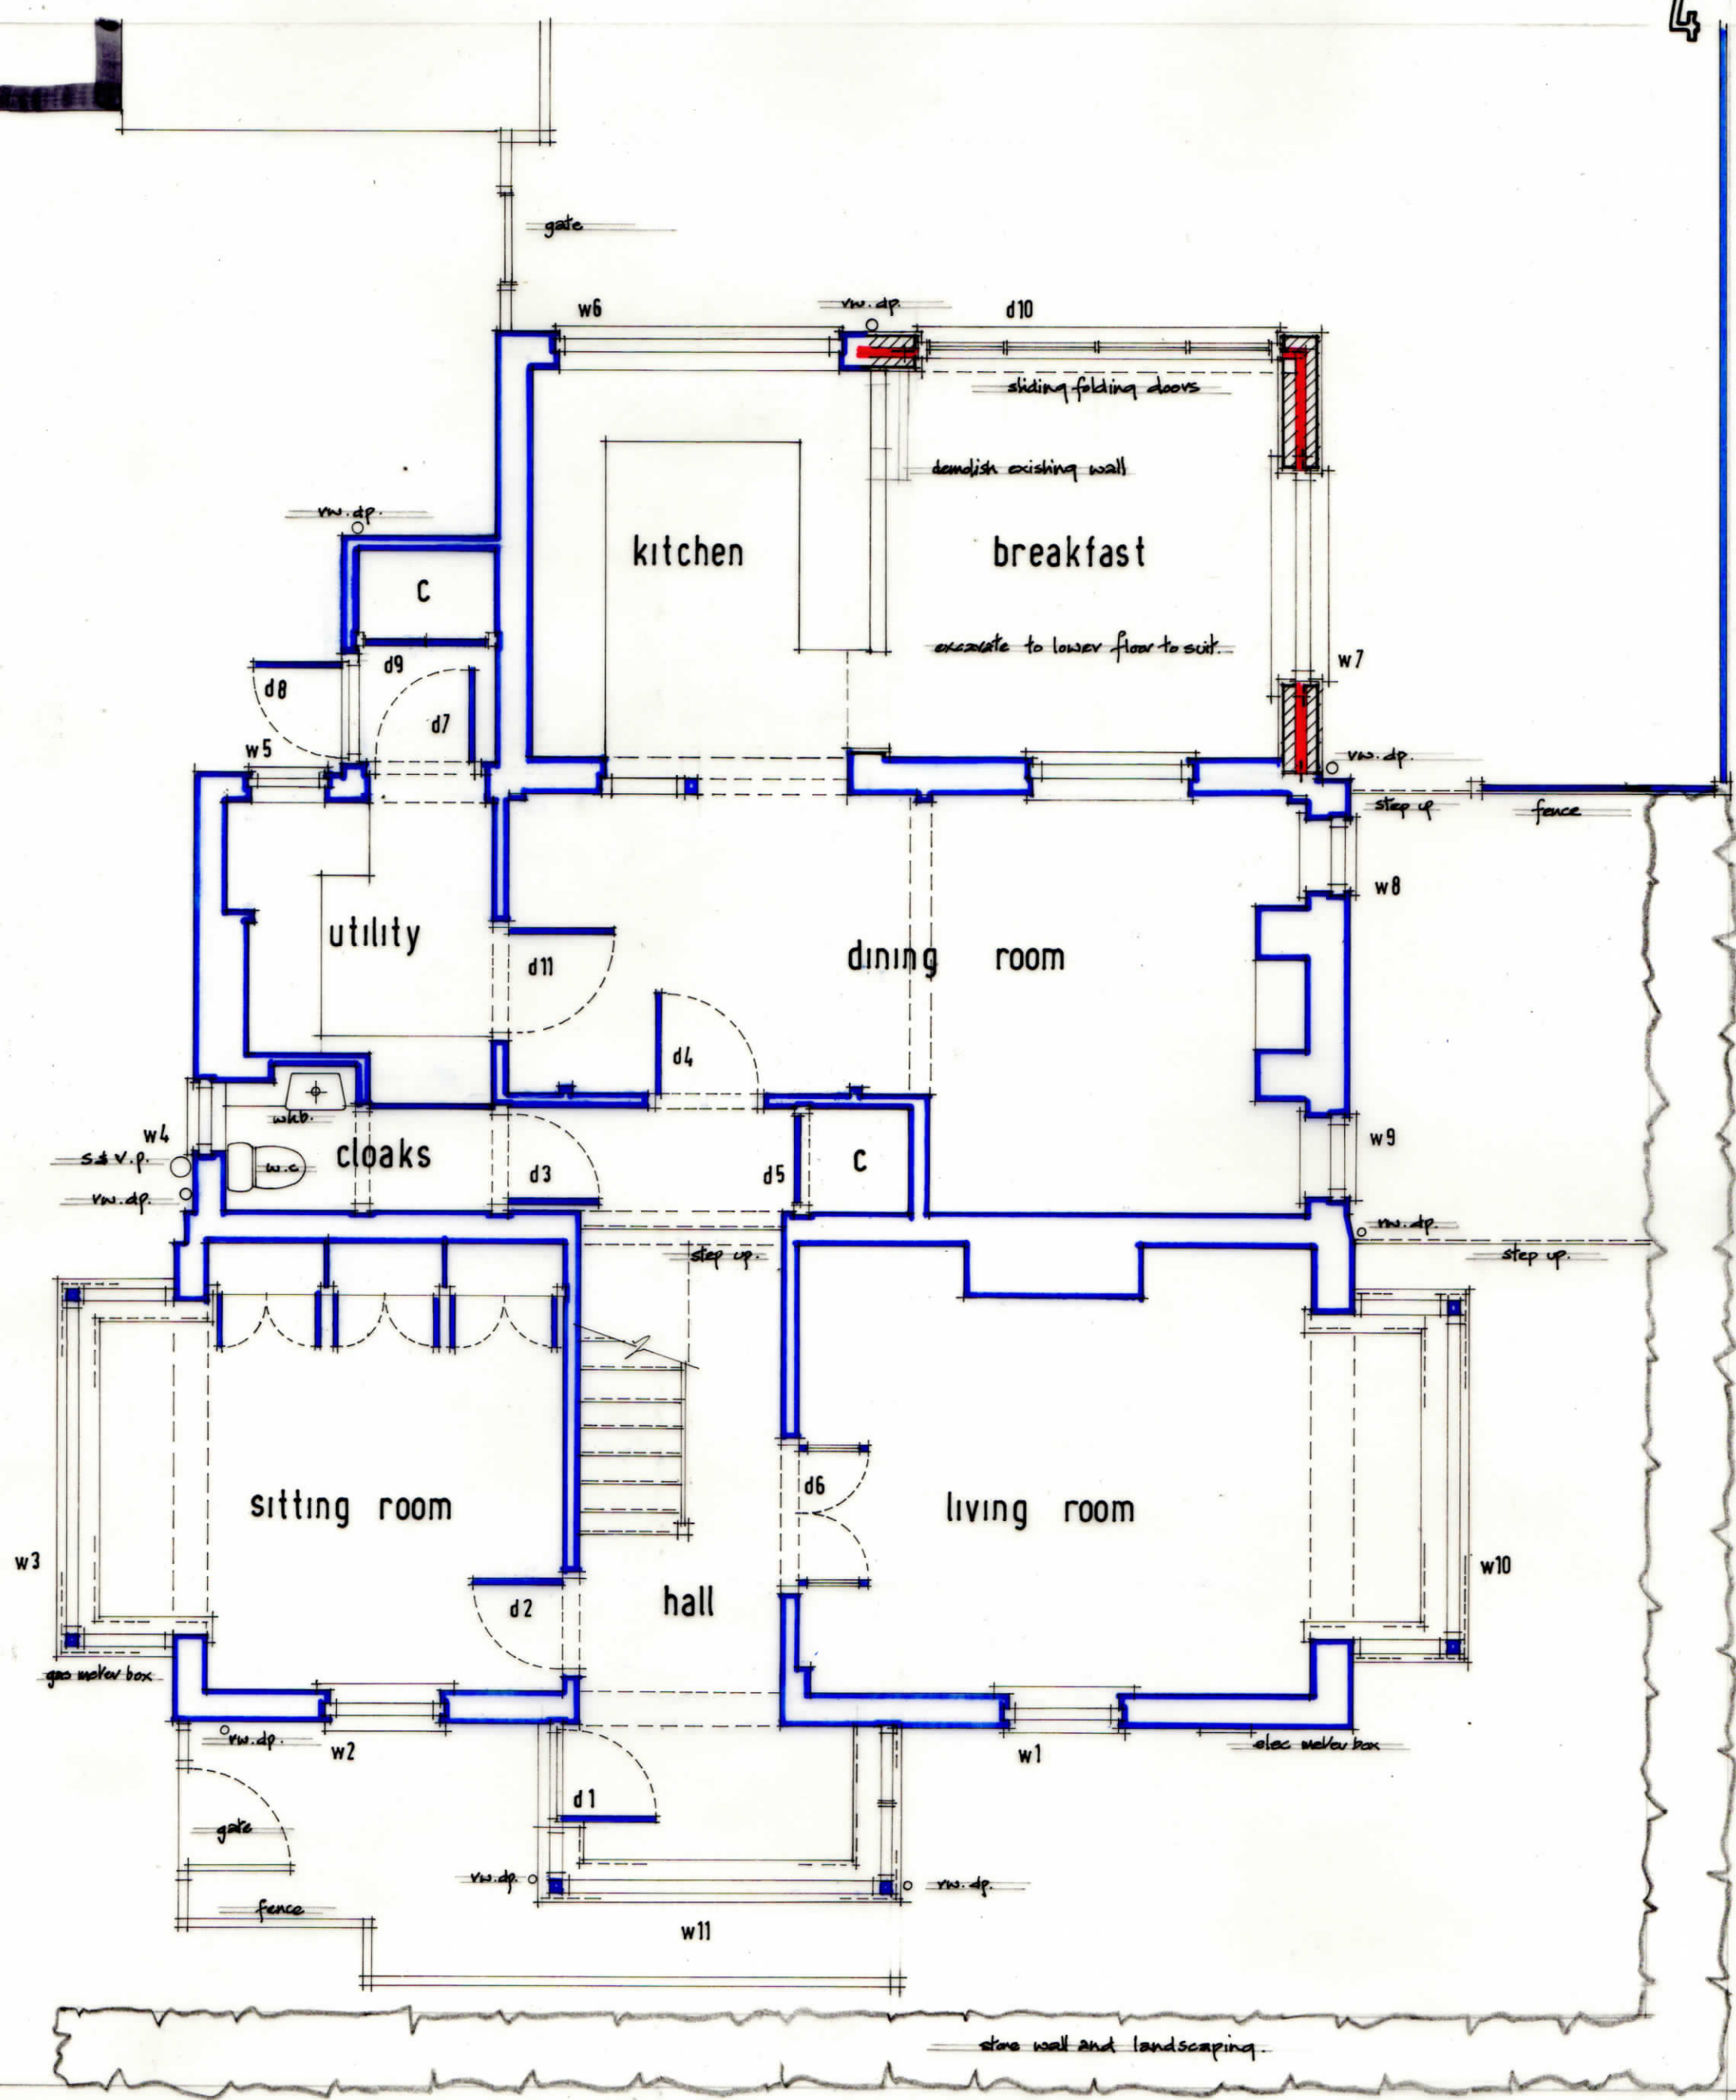 4
gate
w6
rw.dp.
d10
sliding folding doors
demolish existing wall
rw.dp.
kitchen
breakfast
c
excavate to lower floor to suit.
w7
d9
d8
d7
w5
rw.dp.
step up
fence
w8
utility
d11
dining room
d4
whb.
w4
cloaks
w9
s & v.p.
w.c
d3
d5
c
rw.dp.
rw.dp.
step up.
step up.
sitting room
d6
living room
w3
w10
d2
hall
gas meter box
rw.dp.
w2
w1
elec meter box
d1
gate
rw.dp.
rw.dp.
fence
w11
stone wall and landscaping.